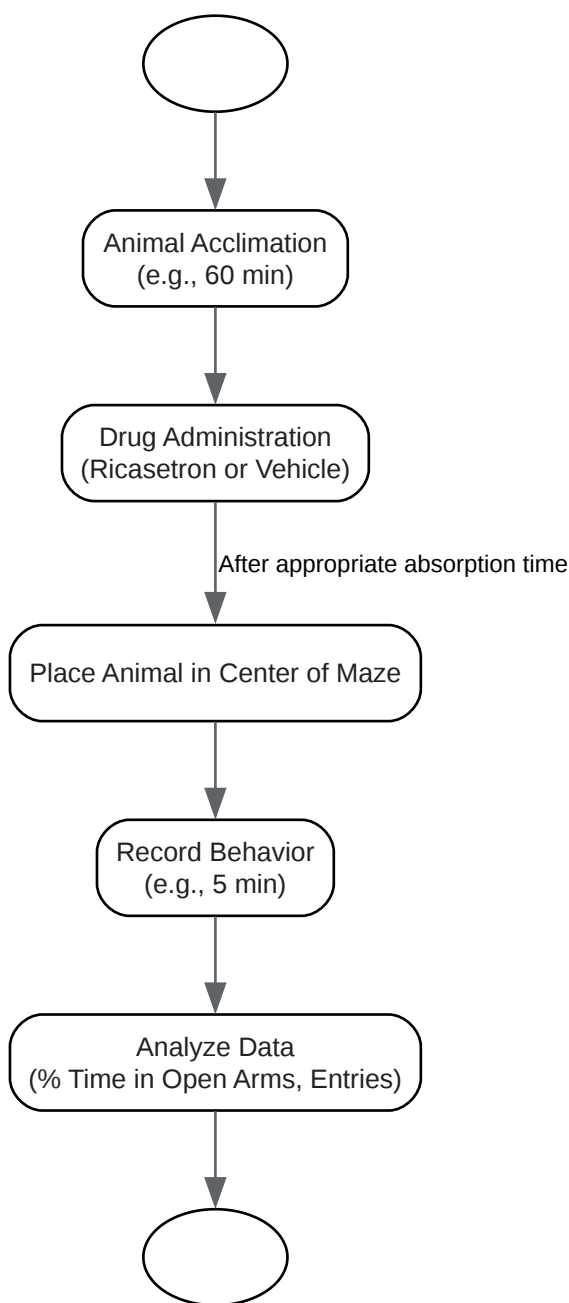 Animal Acclimation
(e.g., 60 min)
Drug Administration
(Ricasetron or Vehicle)
After appropriate absorption time
Place Animal in Center of Maze
Record Behavior
(e.g., 5 min)
Analyze Data
(% Time in Open Arms, Entries)